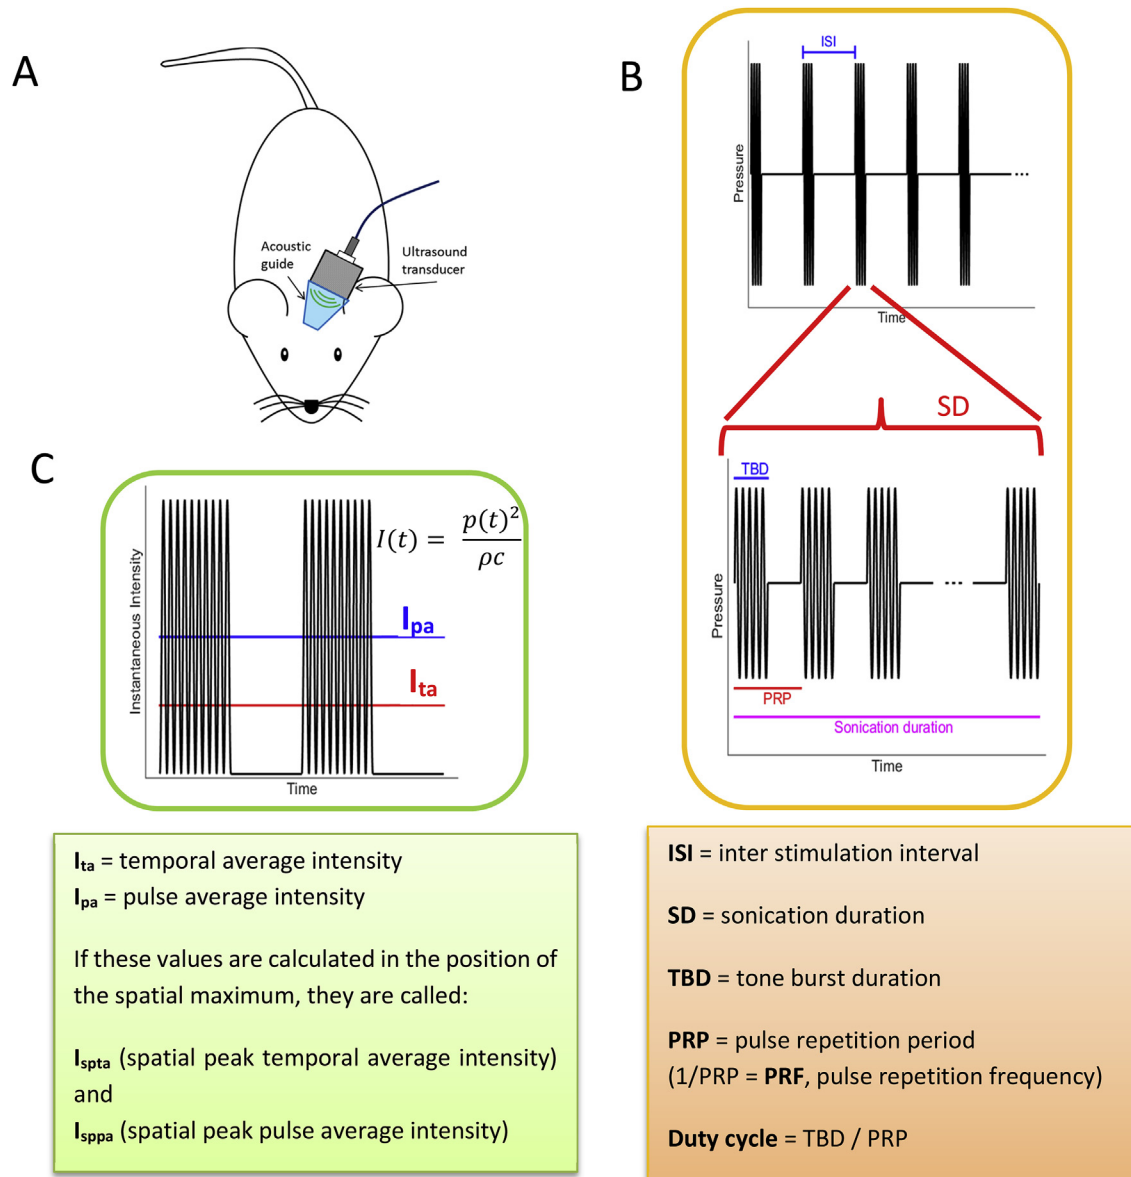 A
Acoustic
guide
Ultrasound
transducer
B
ISI
Pressure
...
Time
SD
TBD
Pressure
...
PRP
Sonication duration
Time
C
Instantaneous Intensity
I(t) = p(t)²/ρc
Ipa
Ita
Time
Ita = temporal average intensity
Ipa = pulse average intensity
If these values are calculated in the position of
the spatial maximum, they are called:
Ispta (spatial peak temporal average intensity)
and
Isppa (spatial peak pulse average intensity)
ISI = inter stimulation interval
SD = sonication duration
TBD = tone burst duration
PRP = pulse repetition period
(1/PRP = PRF, pulse repetition frequency)
Duty cycle = TBD / PRP